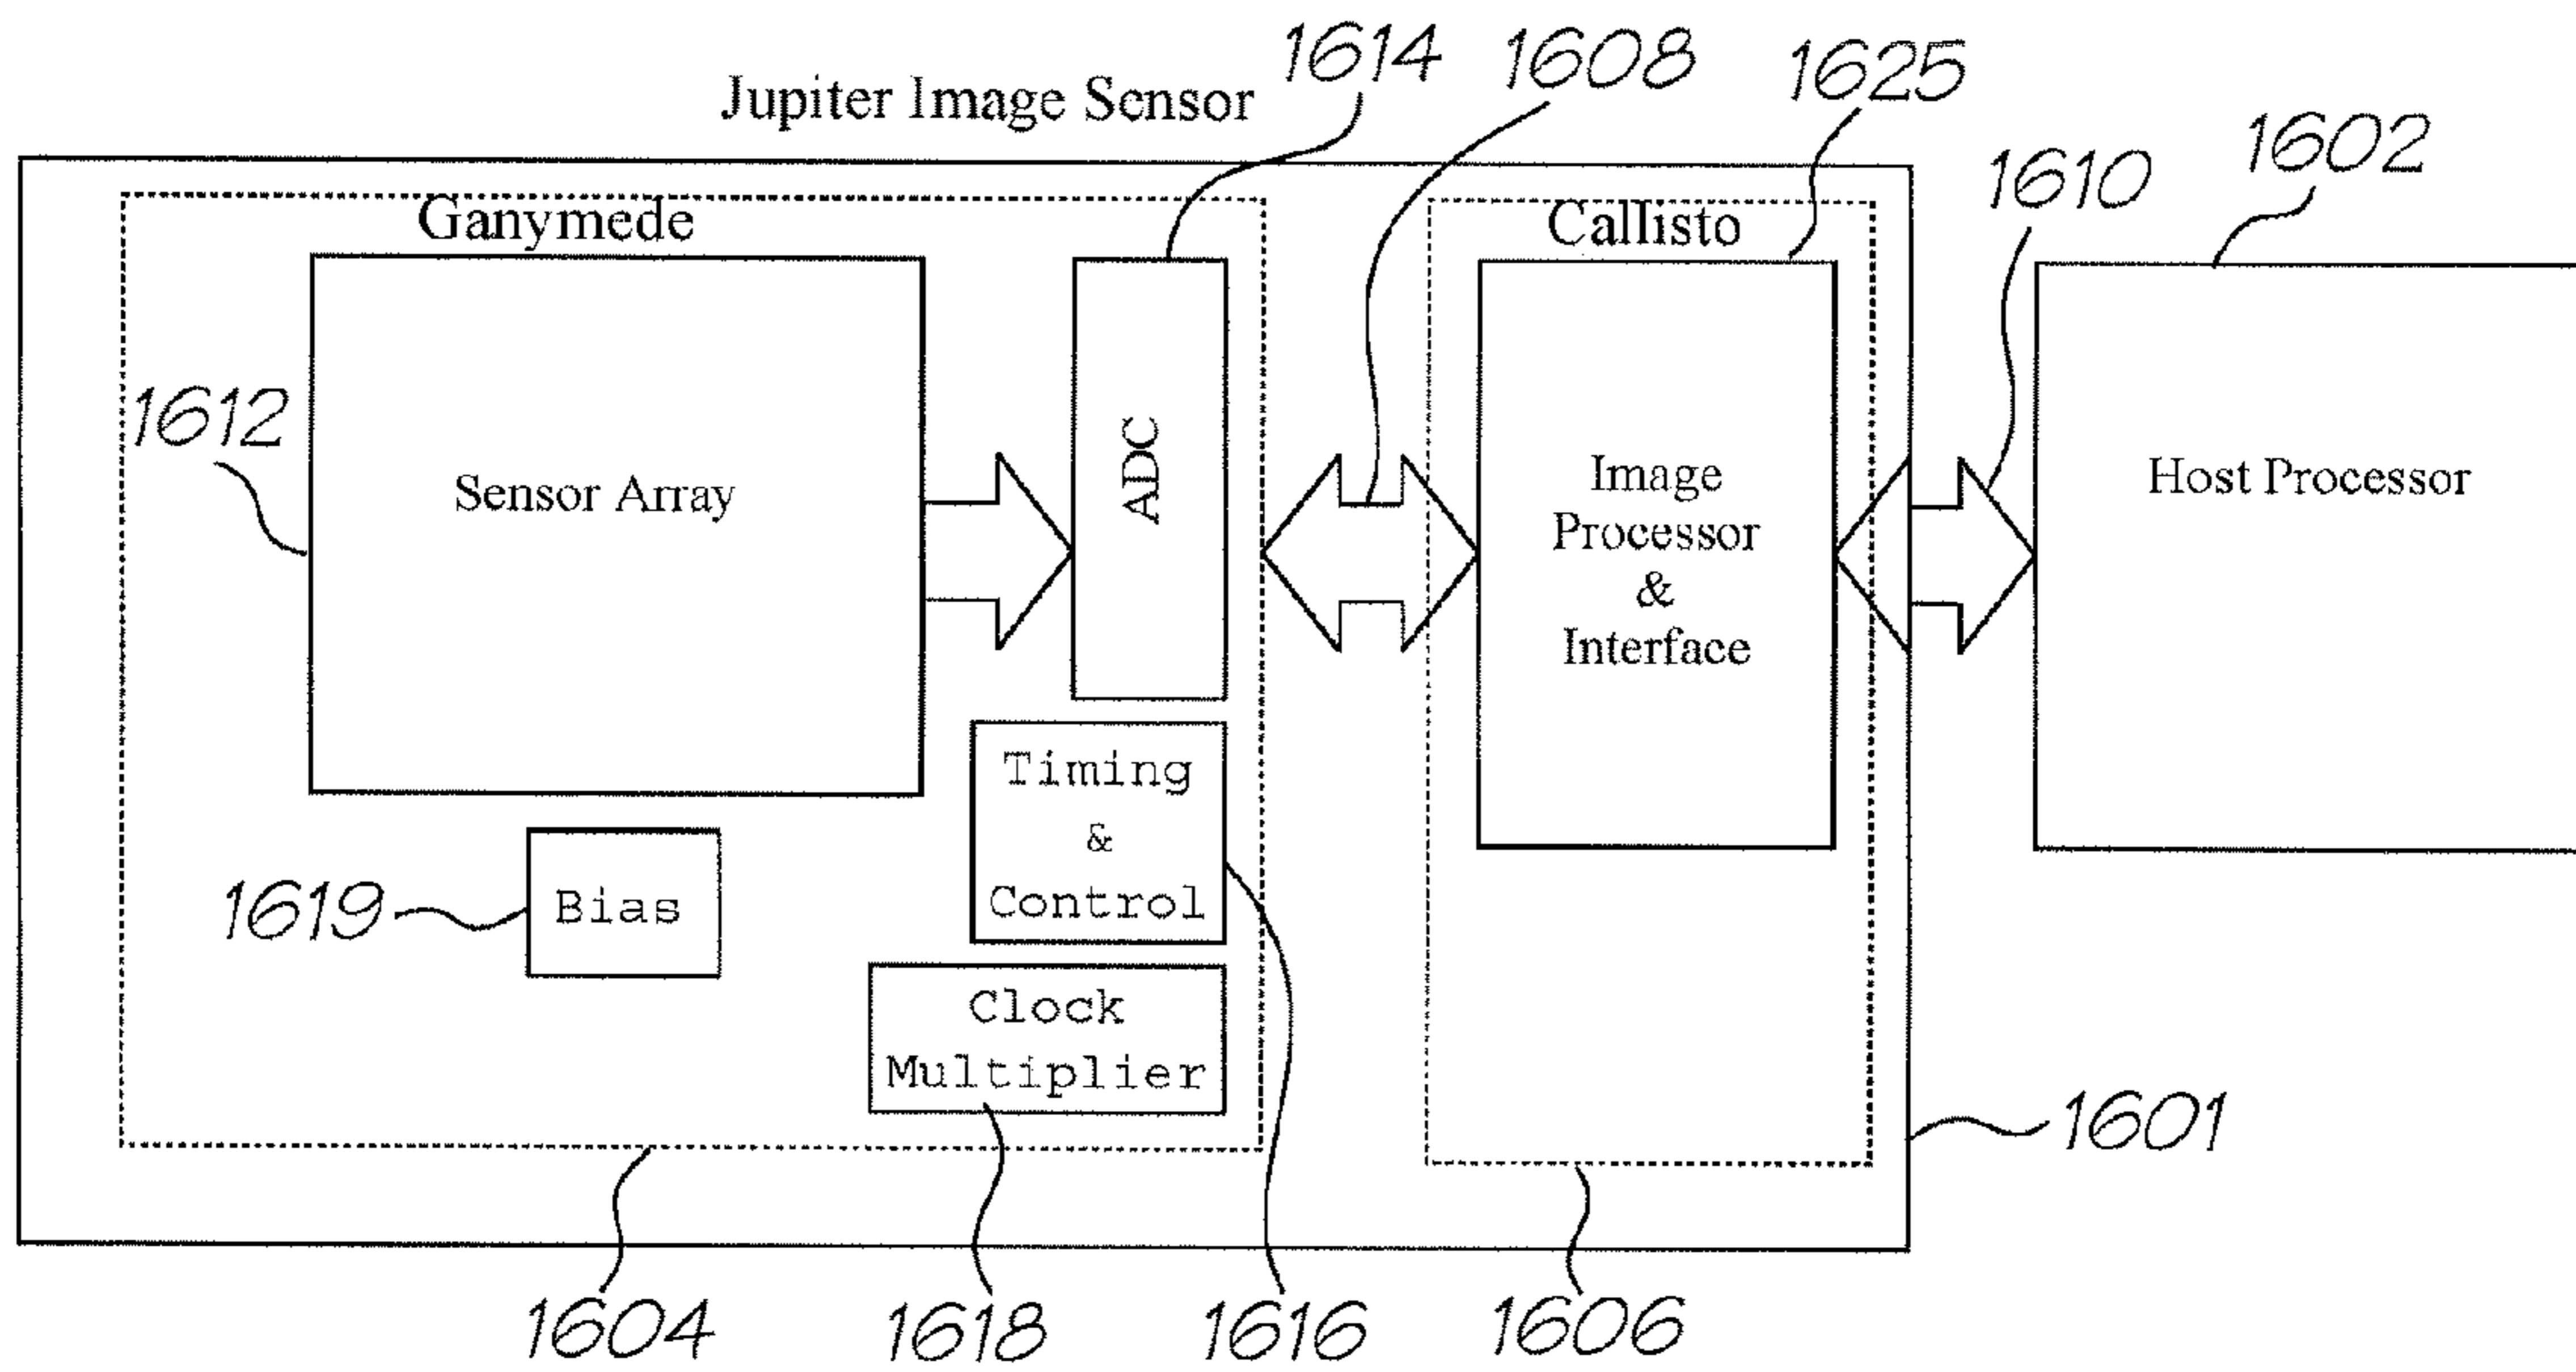 Jupiter Image Sensor
1614
1608
1625
1610
1602
Ganymede
Callisto
1612
Sensor Array
ADC
Image
Processor
&
Interface
Host Processor
Timing
&
Control
1619
Bias
Clock
Multiplier
1601
1604
1618
1616
1606